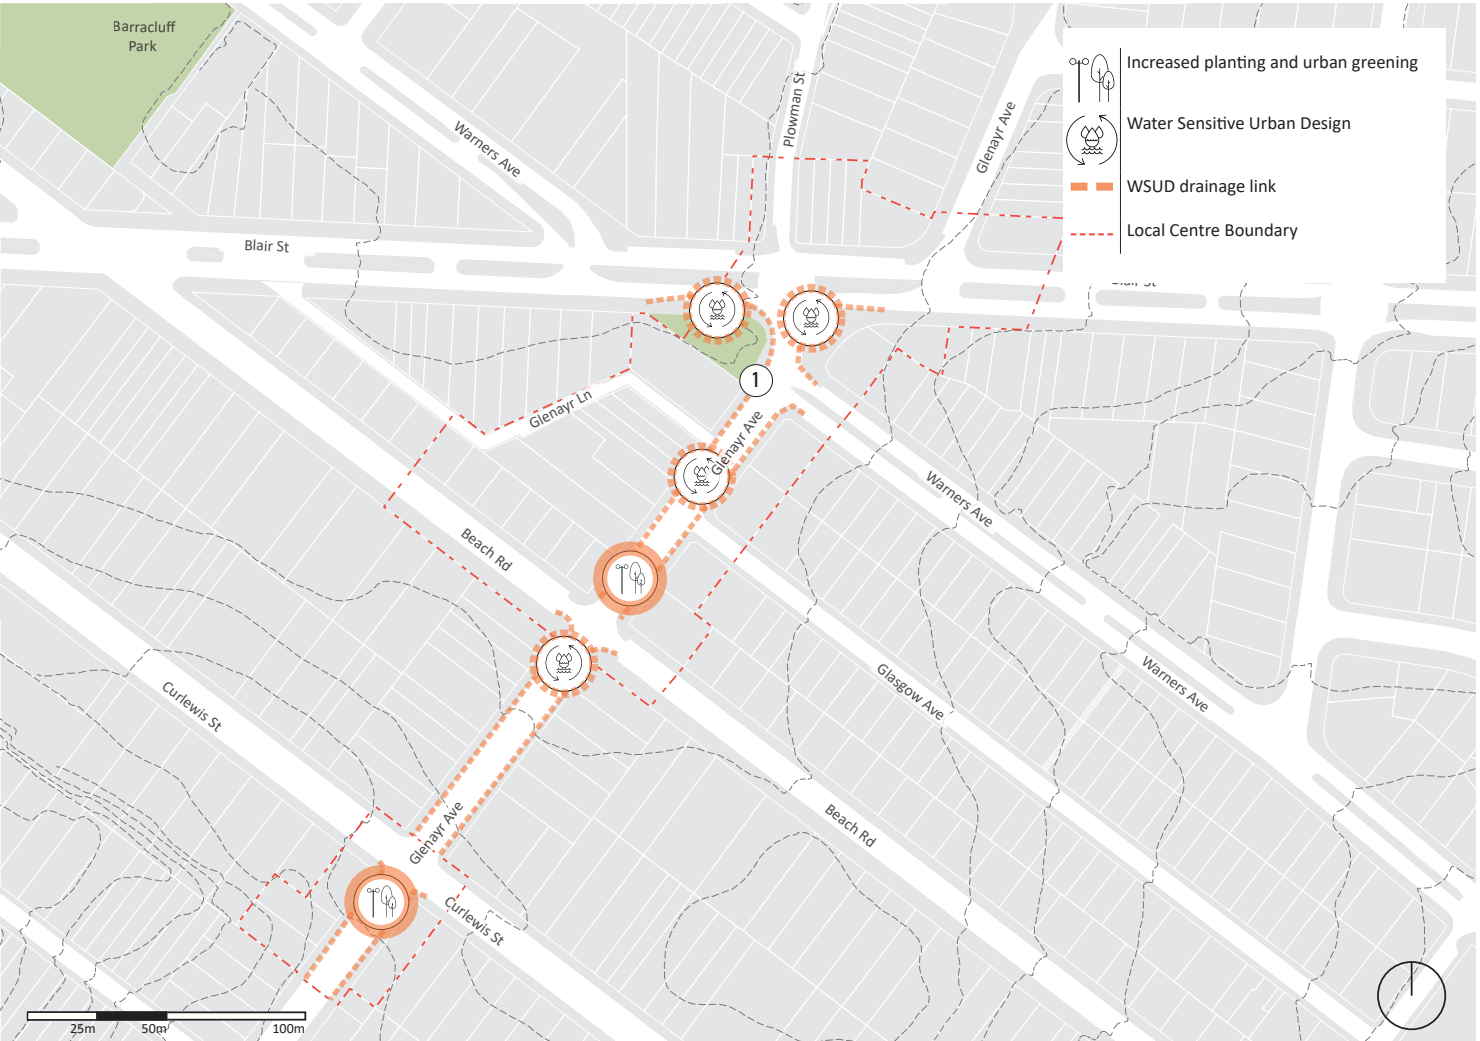 Barracluff
Park
Warners Ave
Plowman St
Glenayr Ave
Increased planting and urban greening
Water Sensitive Urban Design
WSUD drainage link
Local Centre Boundary
Blair St
Blair St
1
Glenayr Ln
Glenayr Ave
Warners Ave
Beach Rd
Glasgow Ave
Warners Ave
Curlewis St
Glenayr Ave
Beach Rd
Curlewis St
25m
50m
100m